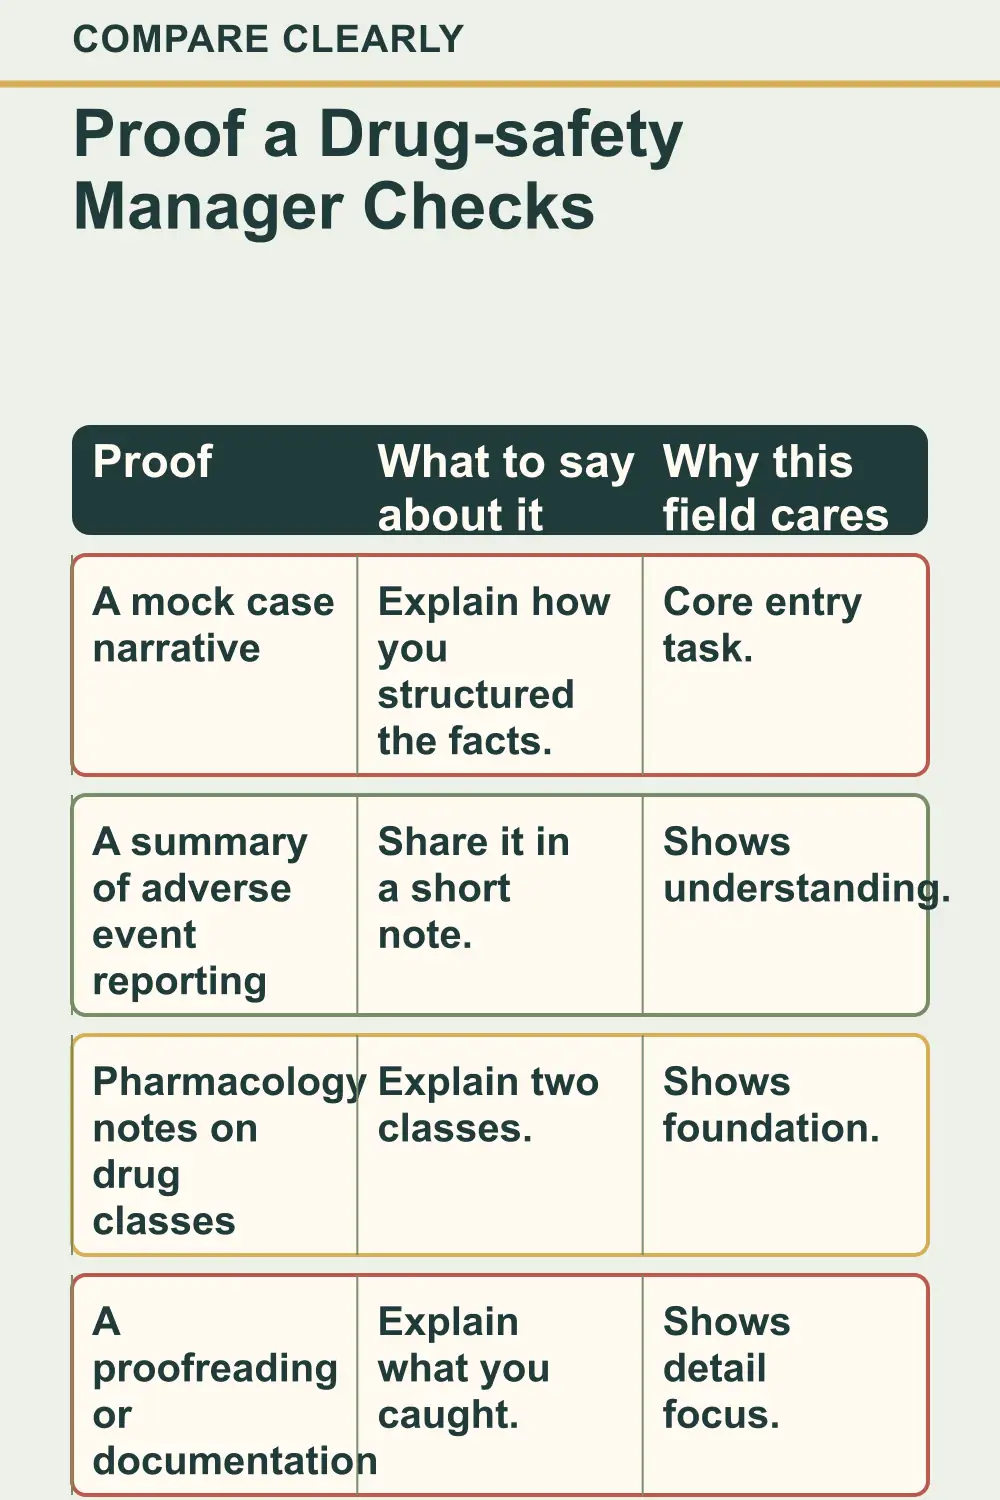 COMPARE CLEARLY
Proof a Drug-safety
Manager Checks
Proof
What to say
about it
Why this
field cares
A mock case
narrative
Explain how
you
structured
the facts.
Core entry
task.
A summary
of adverse
event
reporting
Share it in
a short
note.
Shows
understanding.
Pharmacology
notes on
drug
classes
Explain two
classes.
Shows
foundation.
A
proofreading
or
documentation
Explain
what you
caught.
Shows
detail
focus.